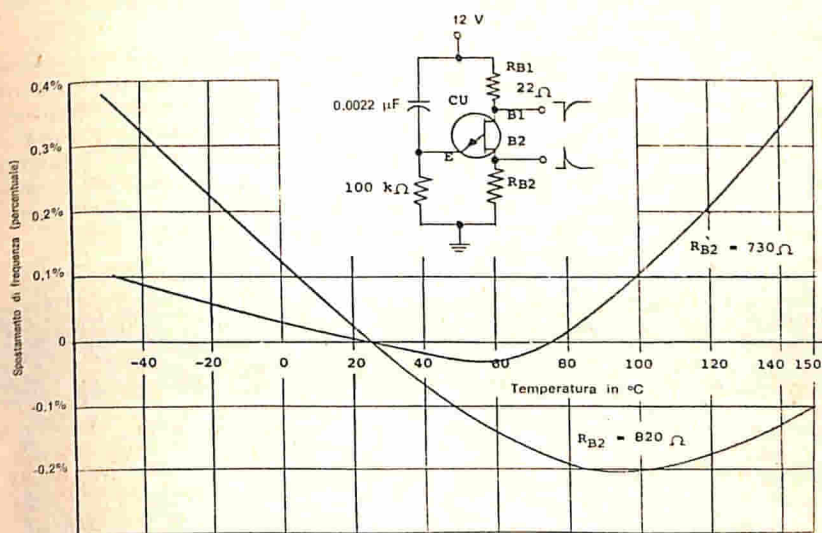 12 V
RB1
22Ω
0.0022 µF
CU
B1
B2
E
100 kΩ
RB2
0,4%
0,3%
0,2%
0,1%
0
-0,1%
-0,2%
Spostamento di frequenza (percentuale)
-40
-20
0
20
40
60
80
100
120
140
150
Temperatura in °C
RB2 = 730Ω
RB2 = 820 Ω